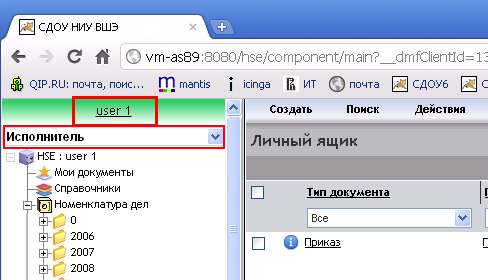 СДОУ НИУ ВШЭ
vm-as89:8080/hse/component/main?__dmfClientId=13
QIP.RU: почта, поис... mantis icinga ИТ почта СДОУ6 СД
user 1 Создать Поиск Действия
Исполнитель
Личный ящик
HSE : user 1
Мои документы
Справочники
Тип документа
Номенклатура дел
0
Все
2006
2007
Приказ
2008